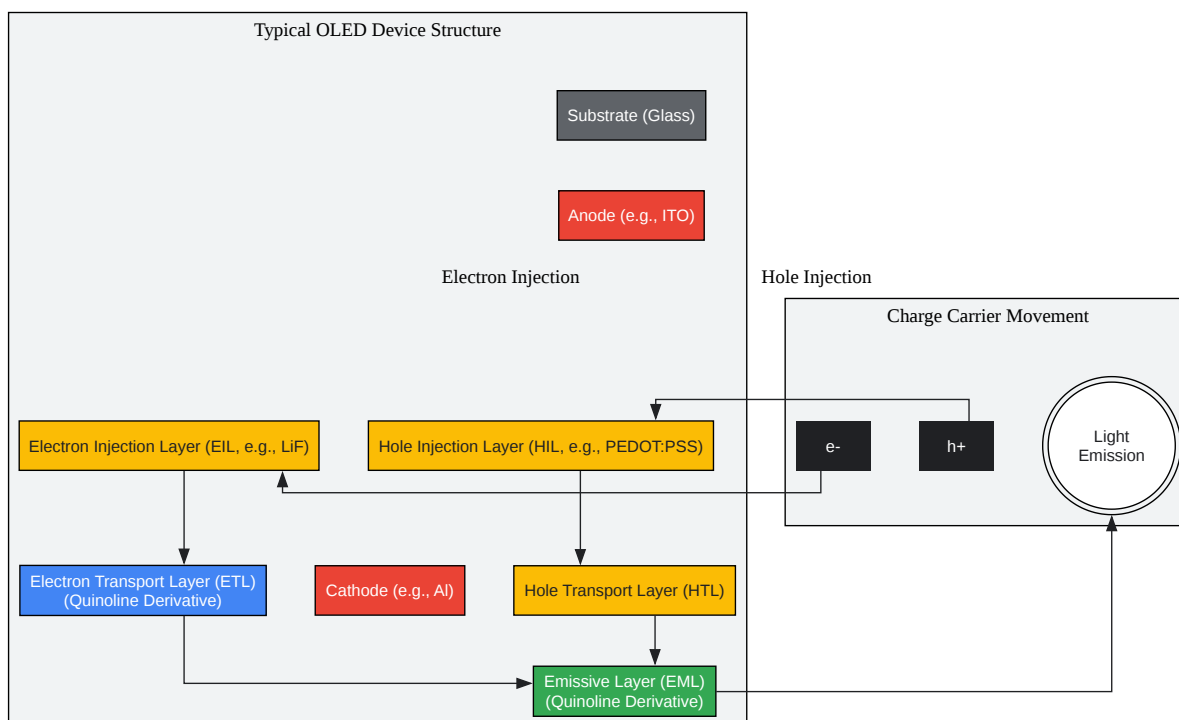 Typical OLED Device Structure
Substrate (Glass)
Anode (e.g., ITO)
Electron Injection
Hole Injection
Charge Carrier Movement
Electron Injection Layer (EIL, e.g., LiF)
Hole Injection Layer (HIL, e.g., PEDOT:PSS)
e-
h+
Light
Emission
Electron Transport Layer (ETL)
(Quinoline Derivative)
Cathode (e.g., Al)
Hole Transport Layer (HTL)
Emissive Layer (EML)
(Quinoline Derivative)